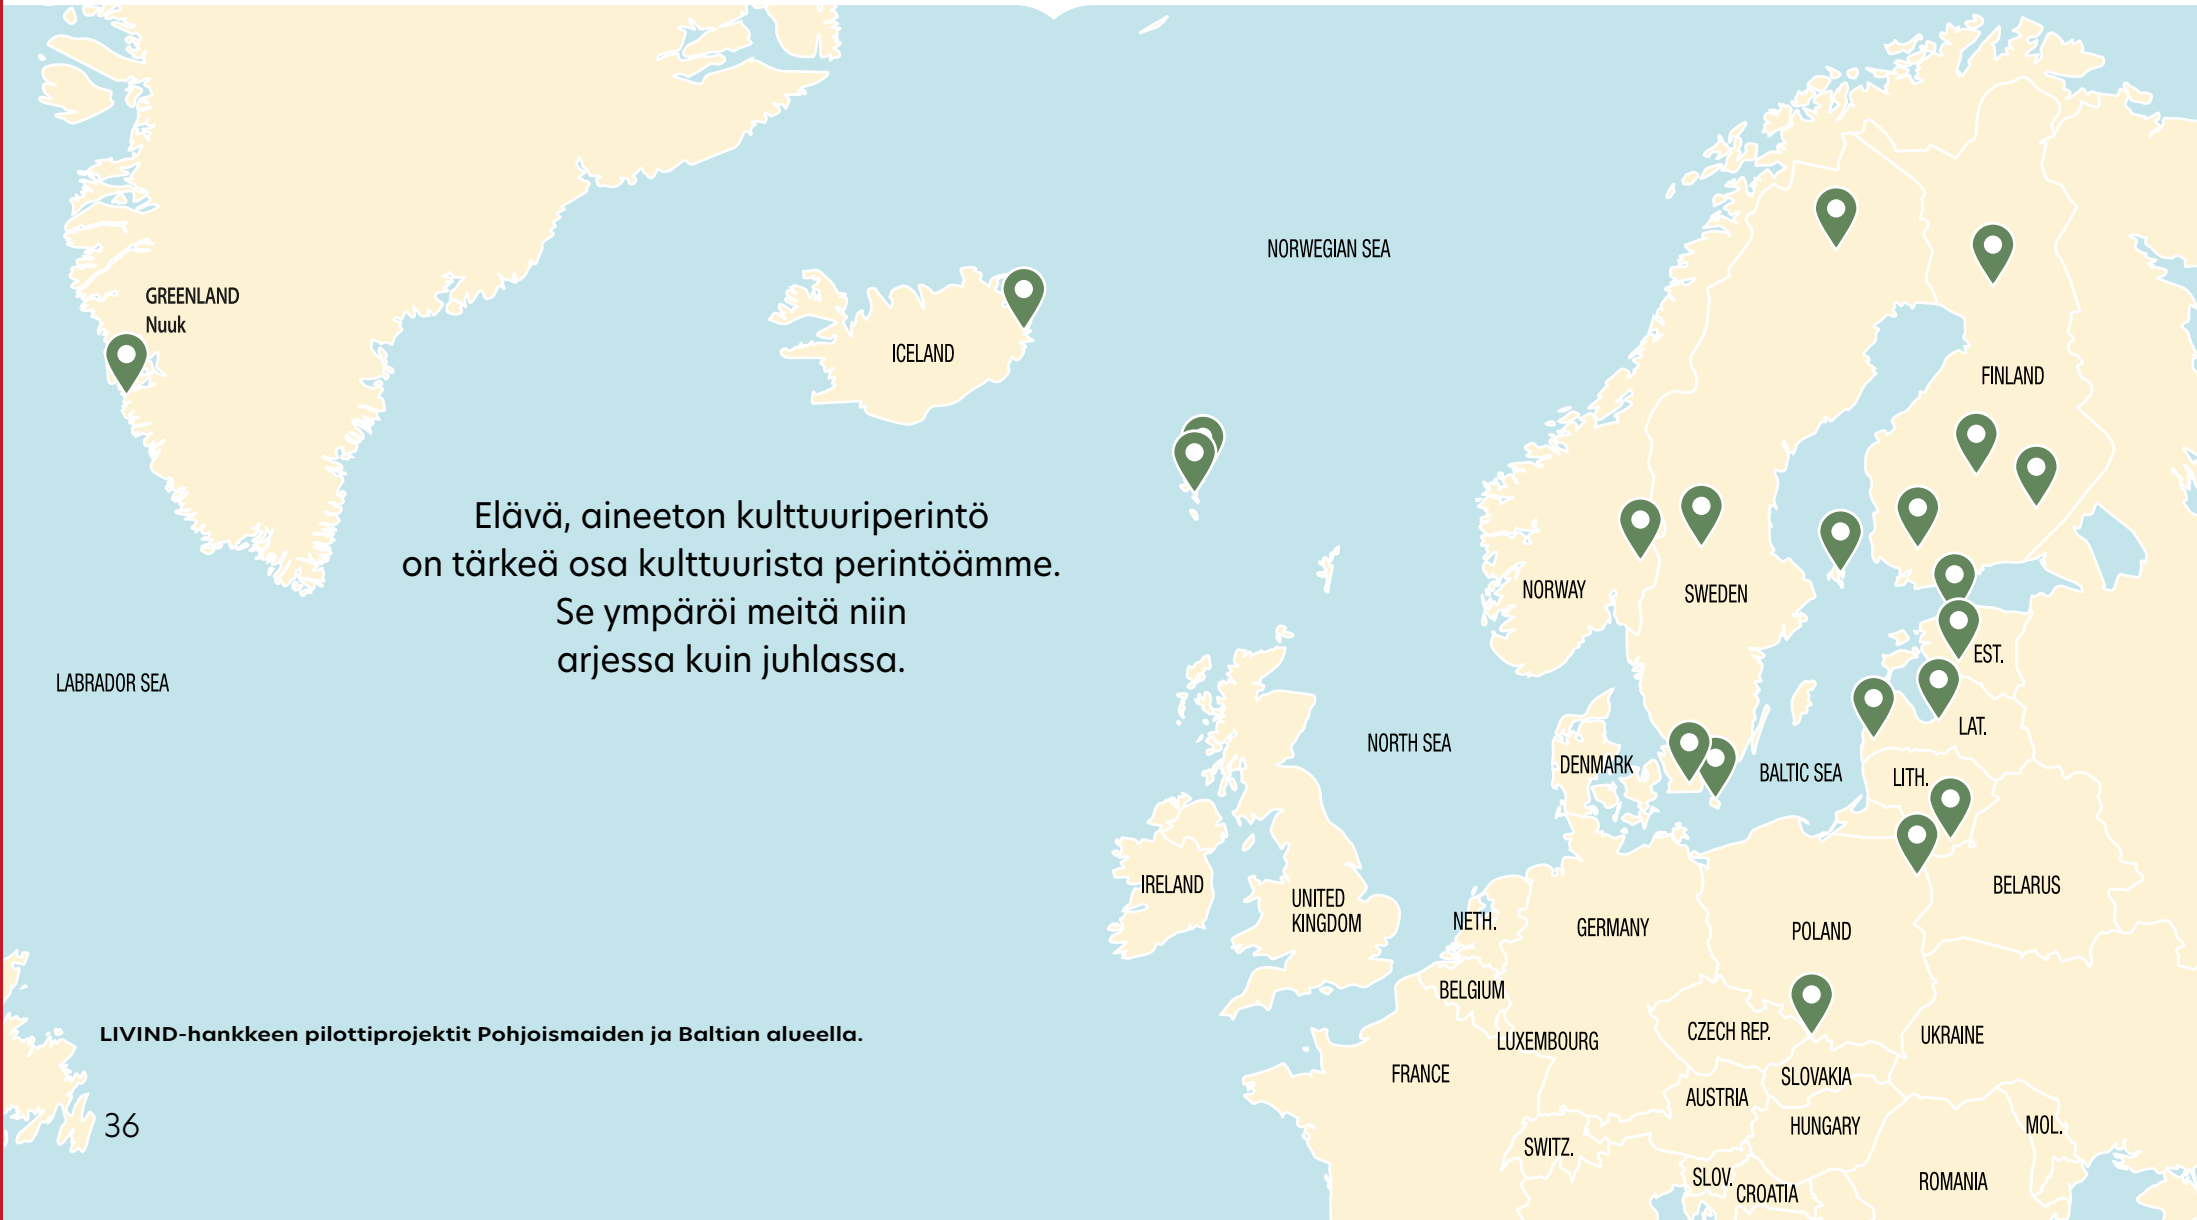 NORWEGIAN SEA
GREENLAND
Nuuk
ICELAND
FINLAND
Elävä, aineeton kulttuuriperintö
on tärkeä osa kulttuurista perintöämme.
Se ympäröi meitä niin
arjessa kuin juhlassa.
NORWAY
SWEDEN
EST.
LABRADOR SEA
LAT.
NORTH SEA
DENMARK
BALTIC SEA
LITH.
IRELAND
UNITED
KINGDOM
BELARUS
NETH.
GERMANY
POLAND
BELGIUM
LIVIND-hankkeen pilottiprojektit Pohjoismaiden ja Baltian alueella.
LUXEMBOURG
CZECH REP.
UKRAINE
FRANCE
SLOVAKIA
AUSTRIA
36
HUNGARY
MOL.
SWITZ.
SLOV.
CROATIA
ROMANIA